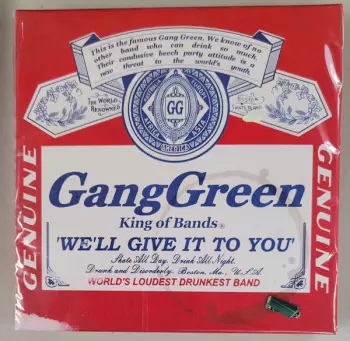 This is the famous Gang Green. We know of no
other band who can drink so much.
Their conducive beech party attitude is a
new threat to the world's youth.
THE WORLD
RENOWNED
GG
AFRICA
AMERICA
ASIA
GENUINE
GENUINE
GangGreen
King of Bands®
'WE'LL GIVE IT TO YOU'
Skate All Day. Drink All Night.
Drunk and Disorderly. Boston, Ma., U.S.A.
WORLD'S LOUDEST DRUNKEST BAND